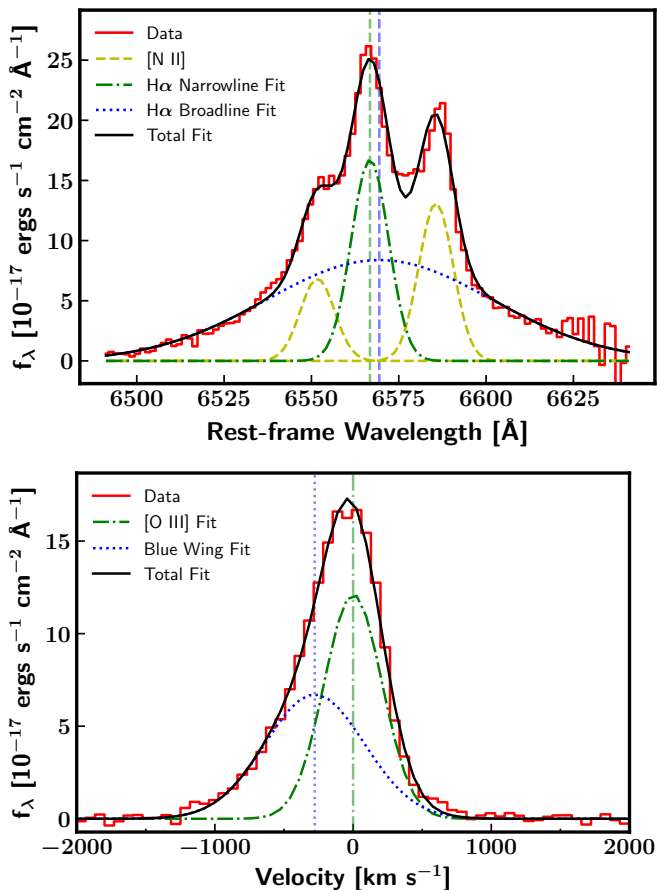 Data
[N II]
Hα Narrowline Fit
Hα Broadline Fit
Total Fit
25
20
15
10
5
0
fλ [10⁻¹⁷ ergs s⁻¹ cm⁻² Å⁻¹]
6500 6525 6550 6575 6600 6625
Rest-frame Wavelength [Å]
Data
[O III] Fit
Blue Wing Fit
Total Fit
15
10
5
0
fλ [10⁻¹⁷ ergs s⁻¹ cm⁻² Å⁻¹]
−2000 −1000 0 1000 2000
Velocity [km s⁻¹]